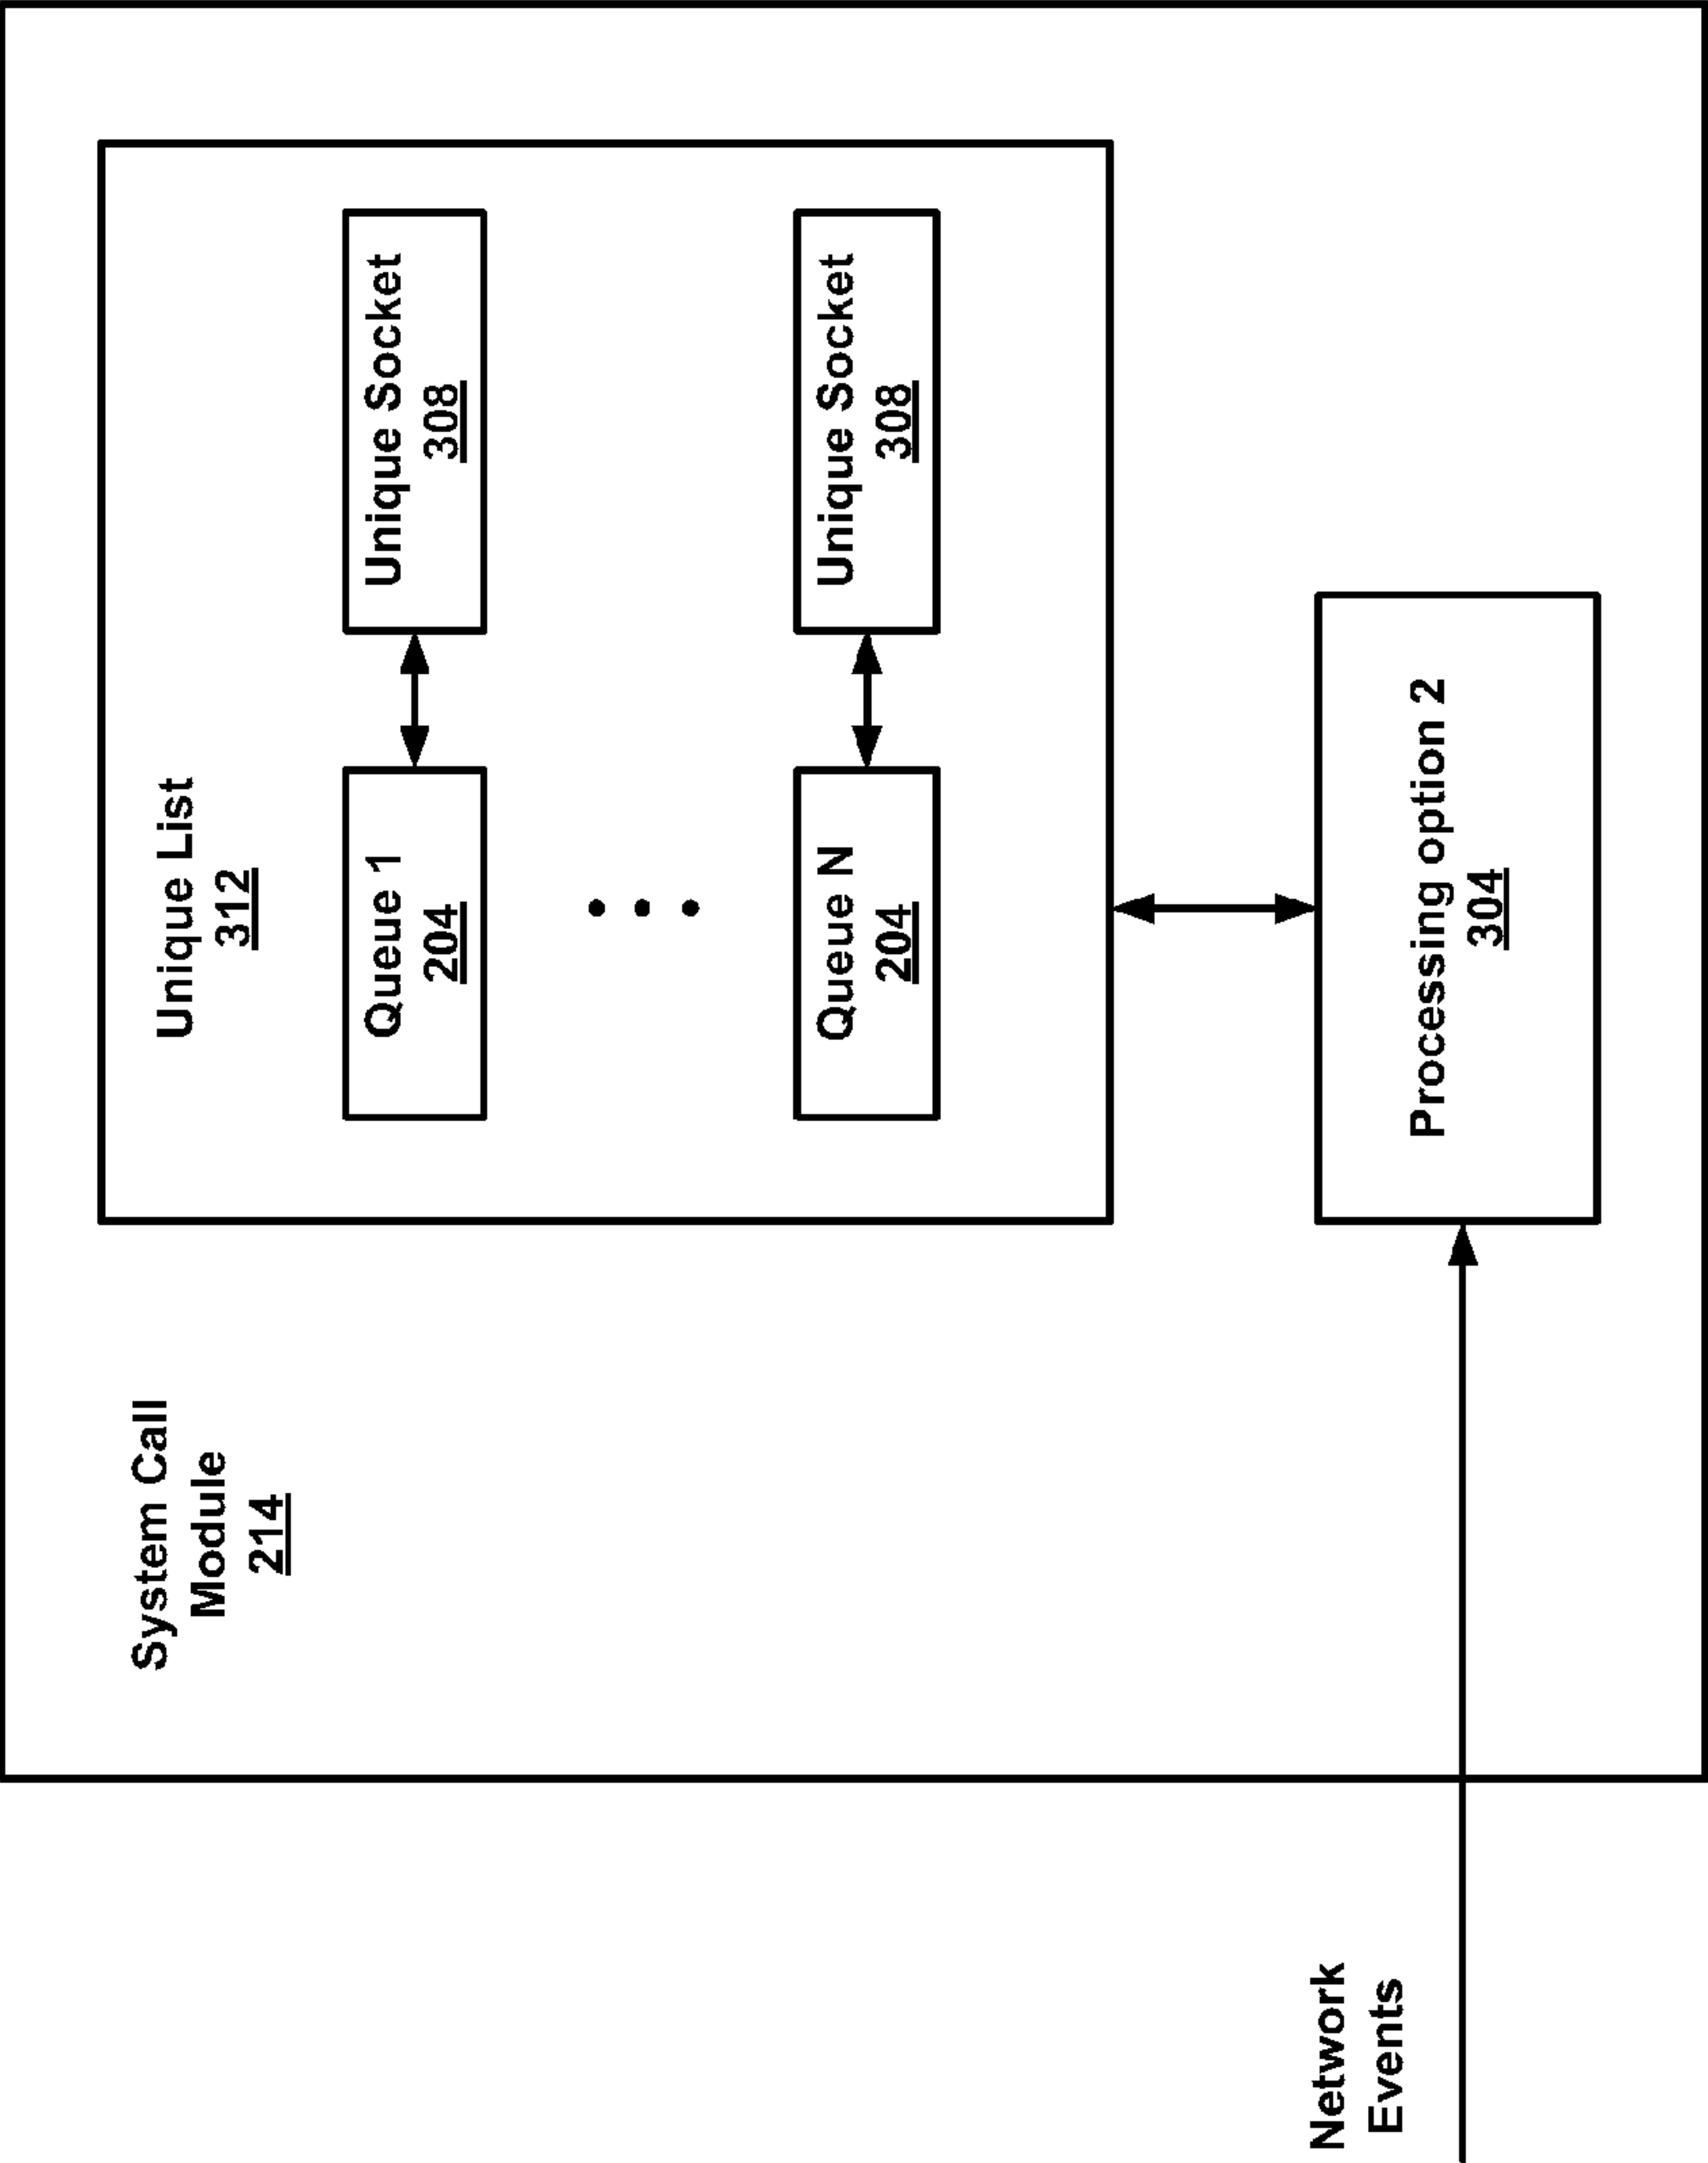 System Call
Module
214
Unique List
312
Queue 1
204
Unique Socket
308
Queue N
204
Unique Socket
308
Processing option 2
304
Network
Events